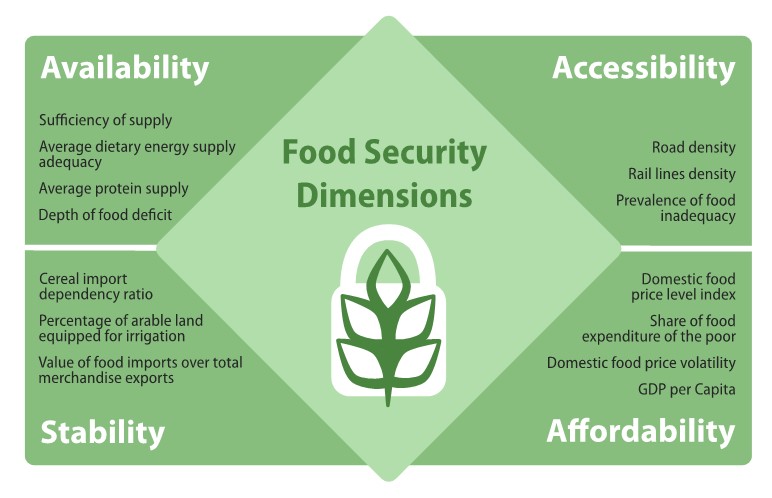 Availability
Sufficiency of supply
Average dietary energy supply
adequacy
Average protein supply
Depth of food deficit
Accessibility
Road density
Rail lines density
Prevalence of food
inadequacy
Food Security
Dimensions
Cereal import
dependency ratio
Percentage of arable land
equipped for irrigation
Value of food imports over total
merchandise exports
Stability
Domestic food
price level index
Share of food
expenditure of the poor
Domestic food price volatility
GDP per Capita
Affordability